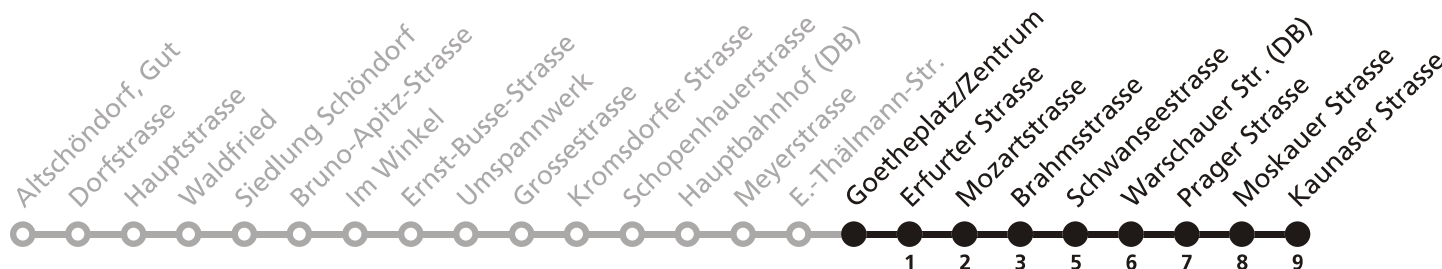 Altschöndorf, Gut
Dorfstrasse
Hauptstrasse
Waldfried
Siedlung Schöndorf
Bruno-Apitz-Strasse
Im Winkel
Ernst-Busse-Strasse
Umspannwerk
Grossestrasse
Kromsdorfer Strasse
Schopenhauerstrasse
Hauptbahnhof (DB)
Meyerstrasse
E.-Thälmann-Str.
Goetheplatz/Zentrum
Erfurter Strasse
Mozartstrasse
Brahmsstrasse
Schwanseestrasse
Warschauer Str. (DB)
Prager Strasse
Moskauer Strasse
Kaunaser Strasse
1 2 3 5 6 7 8 9